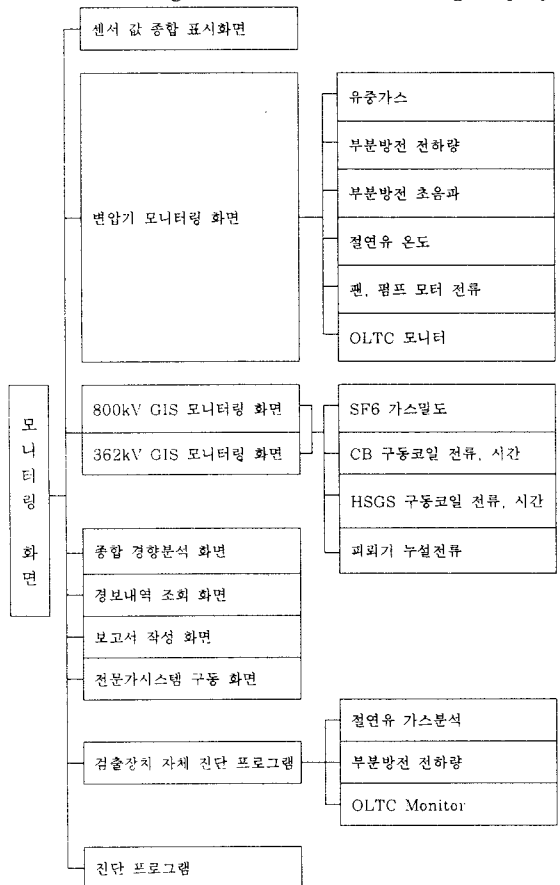 센서 값 종합 표시화면
변압기 모니터링 화면
유중가스
부분방전 전하량
부분방전 초음파
절연유 온도
팬, 펌프 모터 전류
OLTC 모니터
모니터링 화면
800kV GIS 모니터링 화면
362kV GIS 모니터링 화면
SF6 가스밀도
CB 구동코일 전류, 시간
HSGS 구동코일 전류, 시간
피뢰기 누설전류
종합 경향분석 화면
경보내역 조회 화면
보고서 작성 화면
전문가시스템 구동 화면
검출장치 자체 진단 프로그램
절연유 가스분석
부분방전 전하량
OLTC Monitor
진단 프로그램